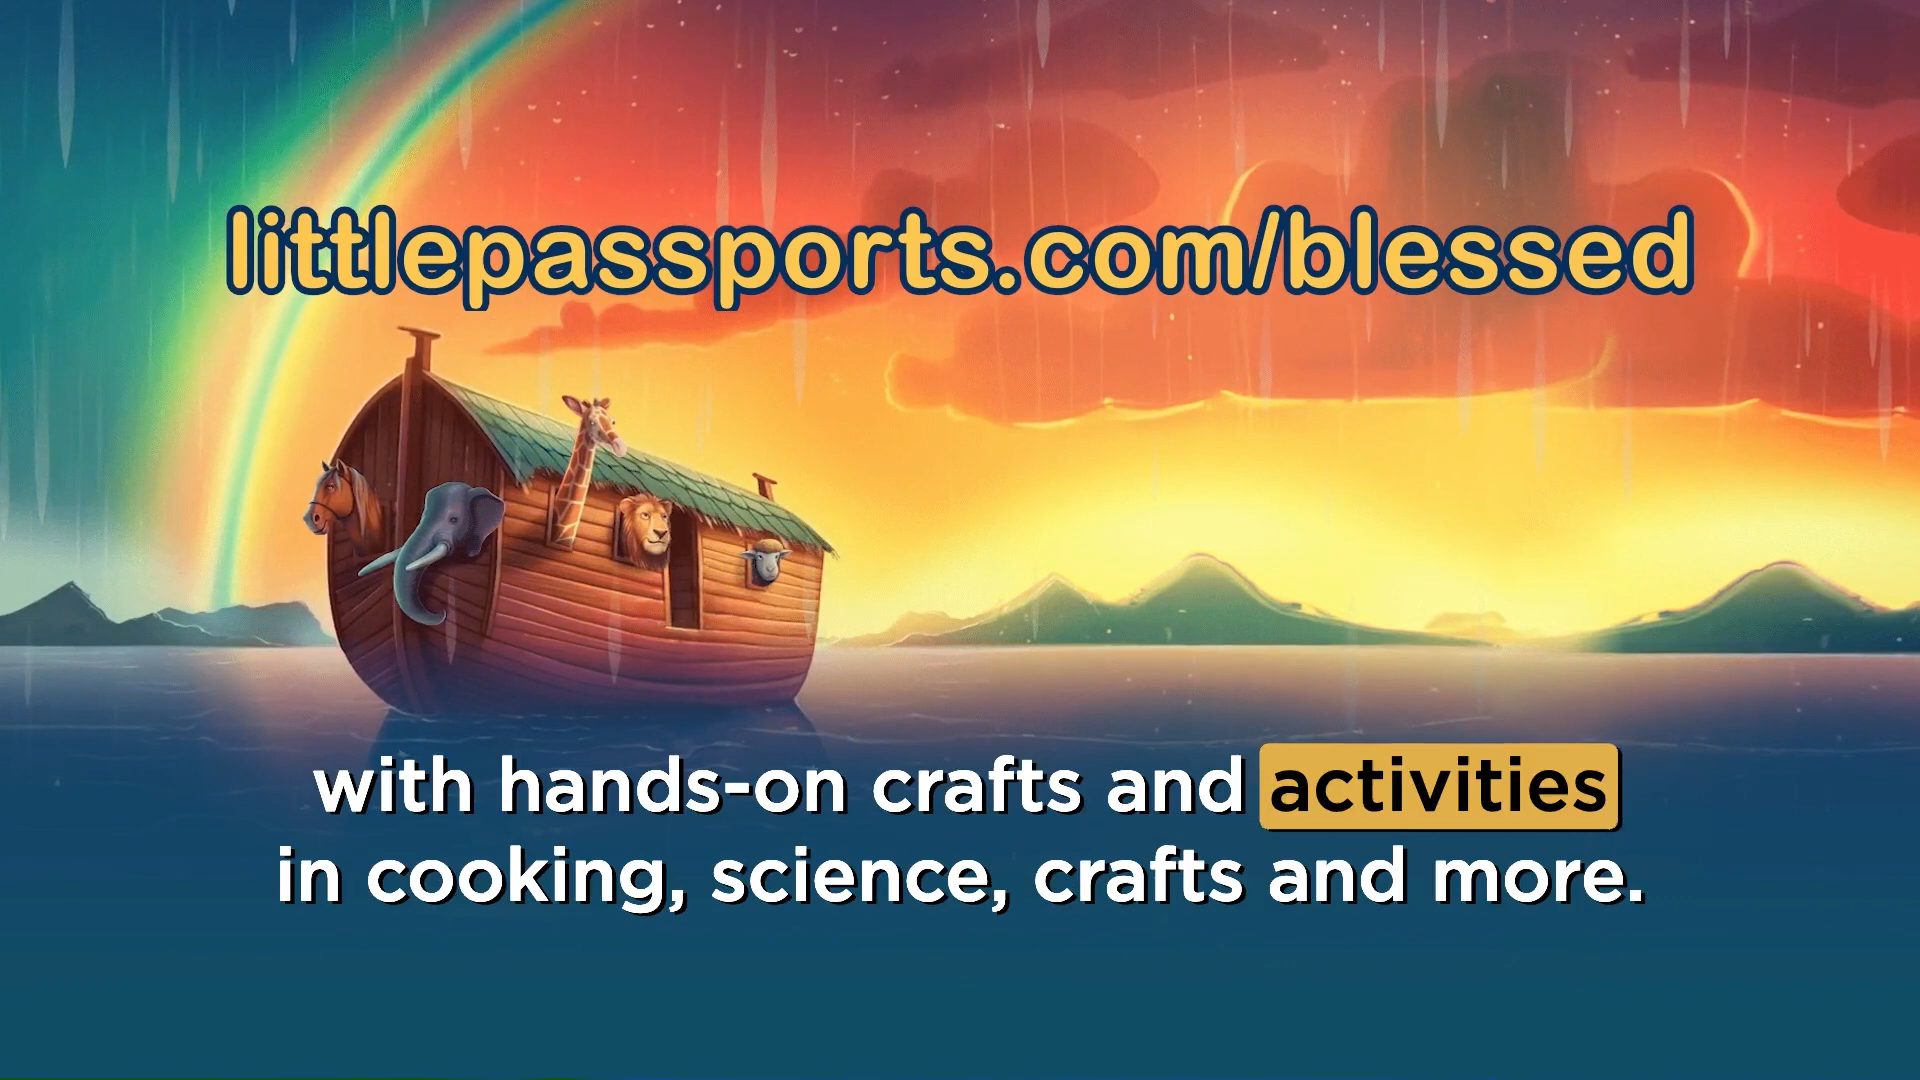 littlepassports.com/blessed
with hands-on crafts and activities
in cooking, science, crafts and more.